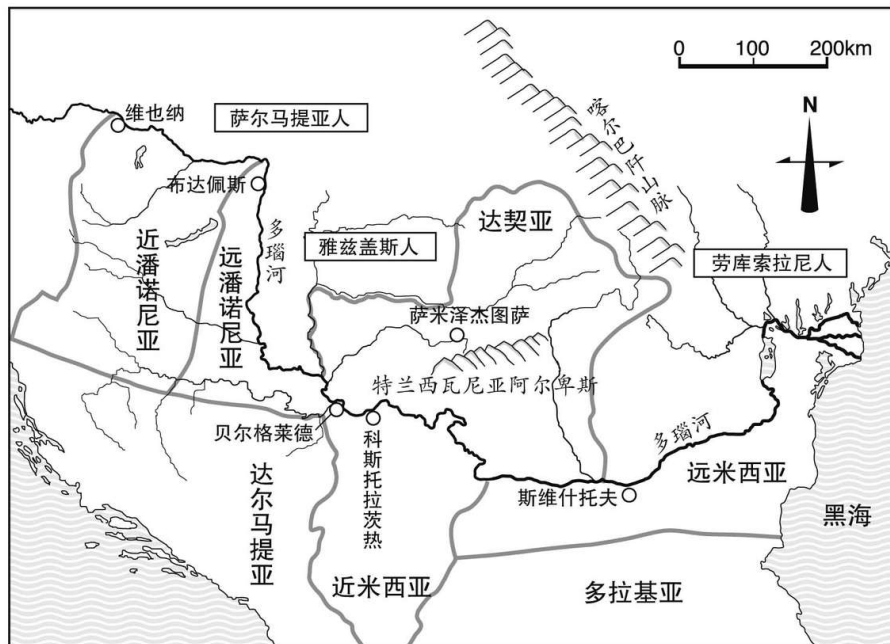 0 100 200km
N
维也纳
萨尔马提亚人
喀尔巴阡山脉
布达佩斯
多瑙河
雅兹盖斯人
达契亚
劳库索拉尼人
近潘诺尼亚
远潘诺尼亚
萨米泽杰图萨
特兰西瓦尼亚阿尔卑斯
贝尔格莱德
科斯托拉茨热
多瑙河
斯维什托夫
远米西亚
黑海
达尔马提亚
近米西亚
多拉基亚